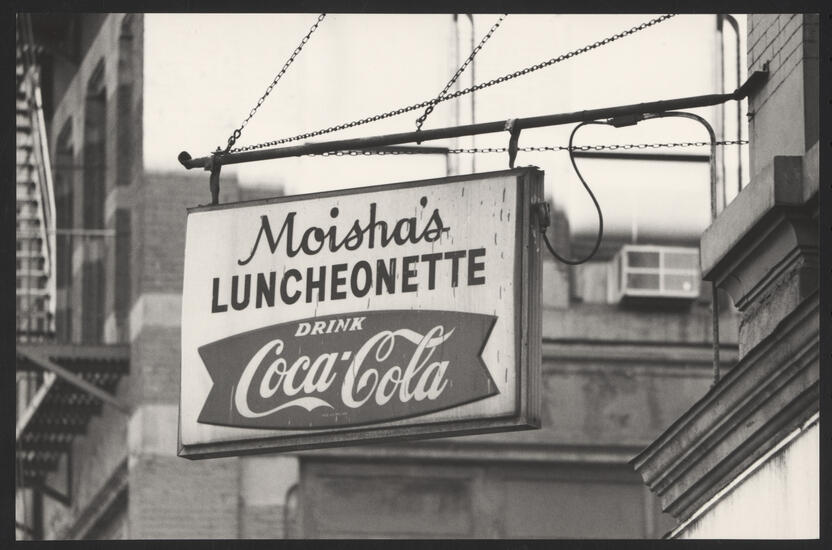 Moisha's
LUNCHEONETTE
DRINK
Coca-Cola